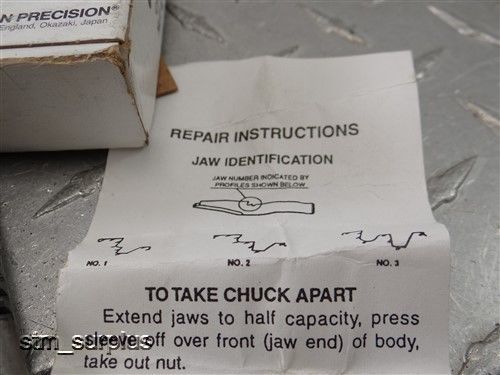 N PRECISION®
England, Okazaki, Japan
REPAIR INSTRUCTIONS
JAW IDENTIFICATION
JAW NUMBER INDICATED BY
PROFILES SHOWN BELOW
NO. 1 NO. 2 NO. 3
TO TAKE CHUCK APART
Extend jaws to half capacity, press
sleeve off over front (jaw end) of body,
take out nut.
stm_surplus